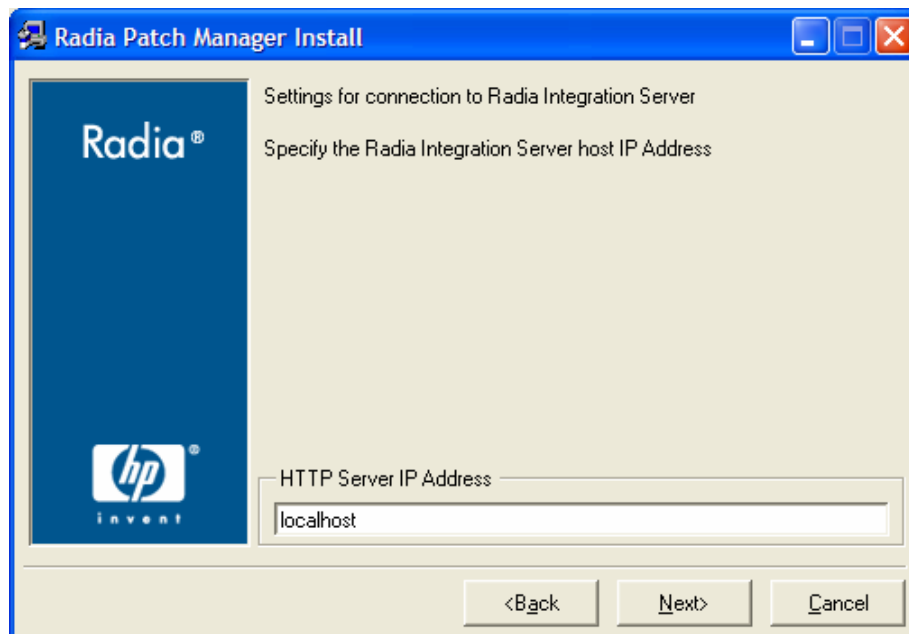 Radia Patch Manager Install
Radia®
Settings for connection to Radia Integration Server
Specify the Radia Integration Server host IP Address
hp®
invent
HTTP Server IP Address
localhost
<Back
Next>
Cancel